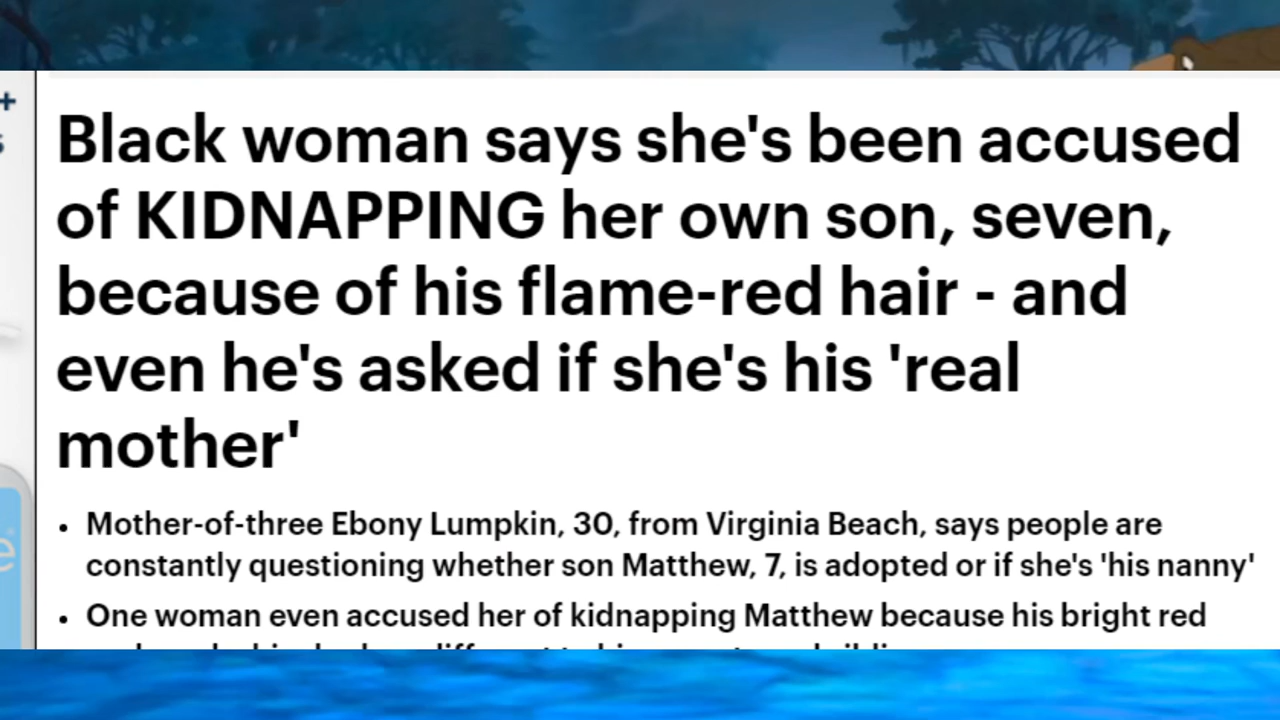 Black woman says she's been accused
of KIDNAPPING her own son, seven,
because of his flame-red hair - and
even he's asked if she's his 'real
mother'
• Mother-of-three Ebony Lumpkin, 30, from Virginia Beach, says people are
constantly questioning whether son Matthew, 7, is adopted or if she's 'his nanny'
• One woman even accused her of kidnapping Matthew because his bright red